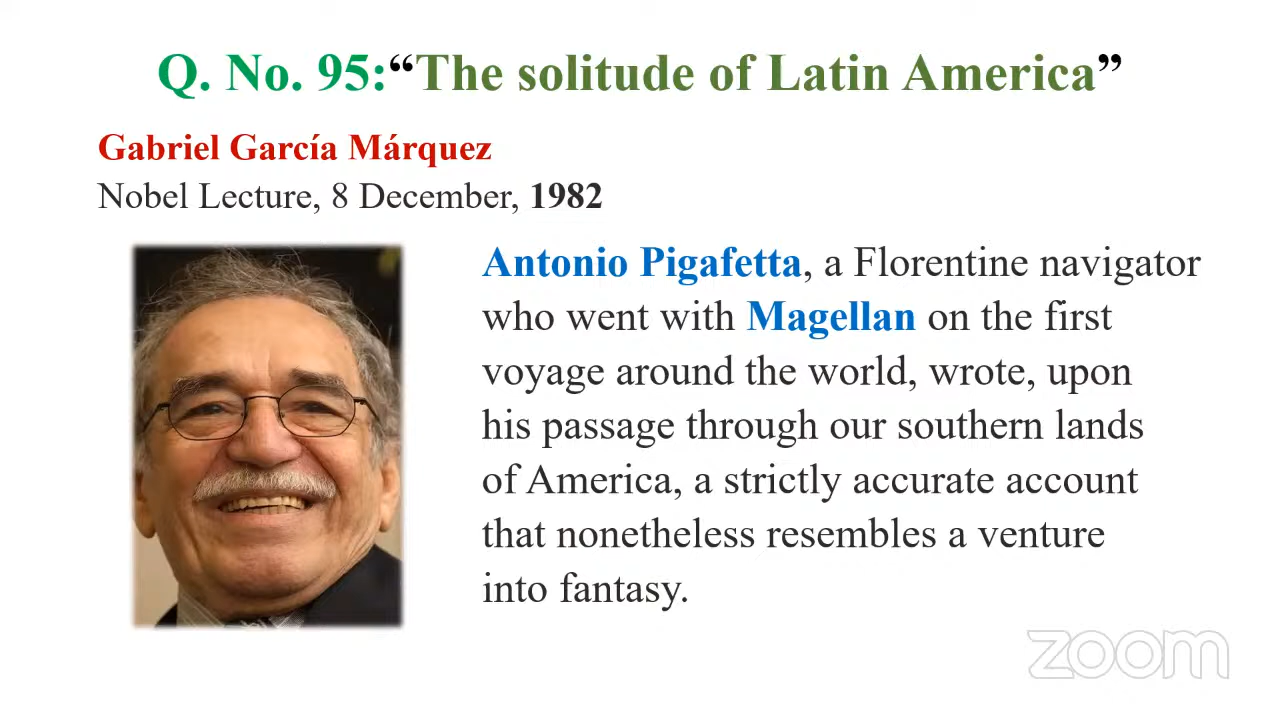 Q. No. 95:“The solitude of Latin America”
Gabriel García Márquez
Nobel Lecture, 8 December, 1982
Antonio Pigafetta, a Florentine navigator
who went with Magellan on the first
voyage around the world, wrote, upon
his passage through our southern lands
of America, a strictly accurate account
that nonetheless resembles a venture
into fantasy.
zoom